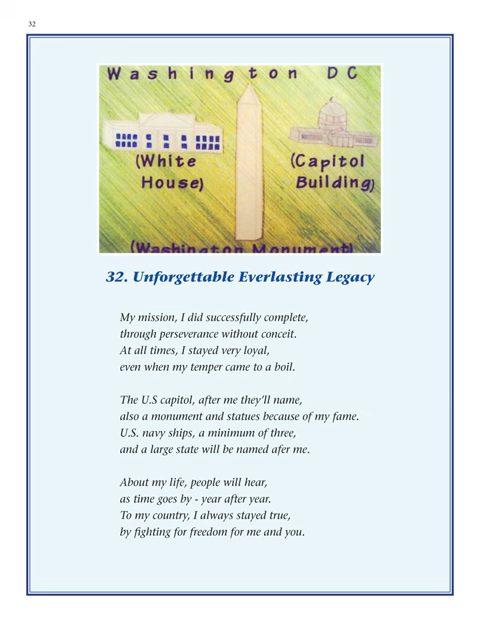 32
Washington DC
(White
House)
(Capitol
Building)
(Washington Monument)
32. Unforgettable Everlasting Legacy
My mission, I did successfully complete,
through perseverance without conceit.
At all times, I stayed very loyal,
even when my temper came to a boil.
The U.S capitol, after me they'll name,
also a monument and statues because of my fame.
U.S. navy ships, a minimum of three,
and a large state will be named afer me.
About my life, people will hear,
as time goes by - year after year.
To my country, I always stayed true,
by fighting for freedom for me and you.